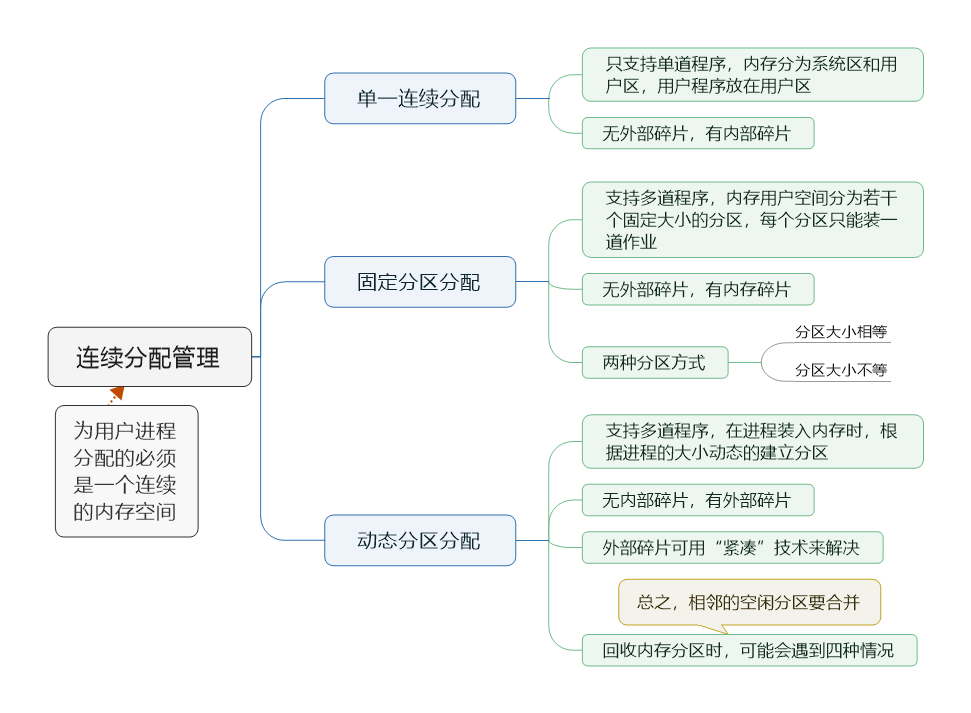 连续分配管理
为用户进程
分配的必须
是一个连续
的内存空间
单一连续分配
只支持单道程序，内存分为系统区和用
户区，用户程序放在用户区
无外部碎片，有内部碎片
固定分区分配
支持多道程序，内存用户空间分为若干
个固定大小的分区，每个分区只能装一
道作业
无外部碎片，有内存碎片
两种分区方式
分区大小相等
分区大小不等
动态分区分配
支持多道程序，在进程装入内存时，根
据进程的大小动态的建立分区
无内部碎片，有外部碎片
外部碎片可用“紧凑”技术来解决
总之，相邻的空闲分区要合并
回收内存分区时，可能会遇到四种情况